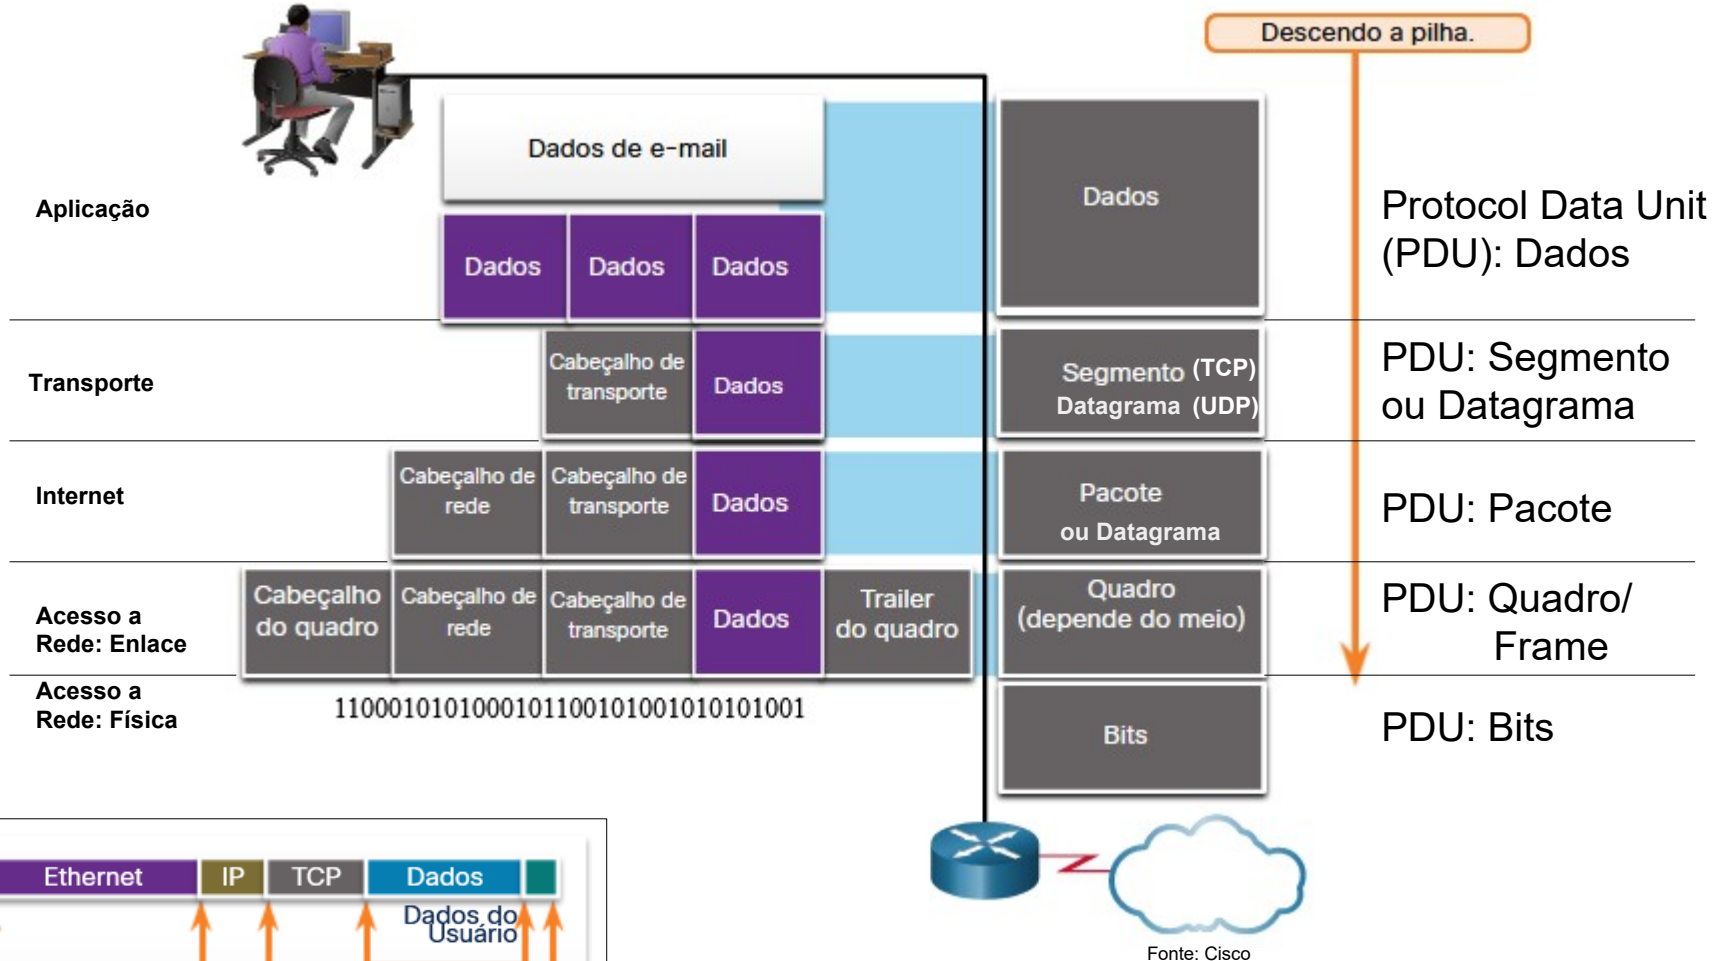 Descendo a pilha.
Dados de e-mail
Aplicação
Dados Dados Dados
Dados
Protocol Data Unit
(PDU): Dados
Transporte
Cabeçalho de
transporte
Dados
Segmento (TCP)
Datagrama (UDP)
PDU: Segmento
ou Datagrama
Internet
Cabeçalho de
rede
Cabeçalho de
transporte
Dados
Pacote
ou Datagrama
PDU: Pacote
Acesso a
Rede: Enlace
Cabeçalho
do quadro
Cabeçalho de
rede
Cabeçalho de
transporte
Dados
Trailer
do quadro
Quadro
(depende do meio)
PDU: Quadro/
Frame
Acesso a
Rede: Física
1100010101000101100101001010101001
Bits
PDU: Bits
Ethernet IP TCP Dados
Dados do
Usuário
Fonte: Cisco